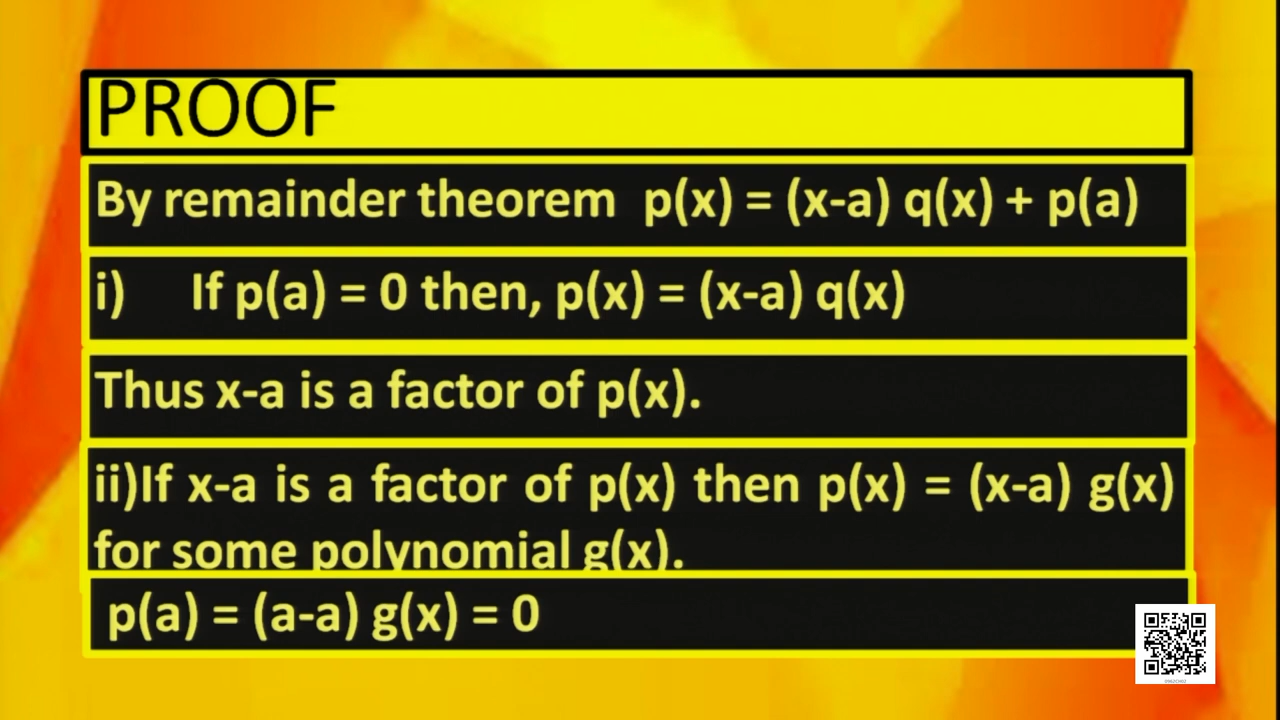 PROOF
By remainder theorem p(x) = (x-a) q(x) + p(a)
i) If p(a) = 0 then, p(x) = (x-a) q(x)
Thus x-a is a factor of p(x).
ii)If x-a is a factor of p(x) then p(x) = (x-a) g(x)
for some polynomial g(x).
p(a) = (a-a) g(x) = 0